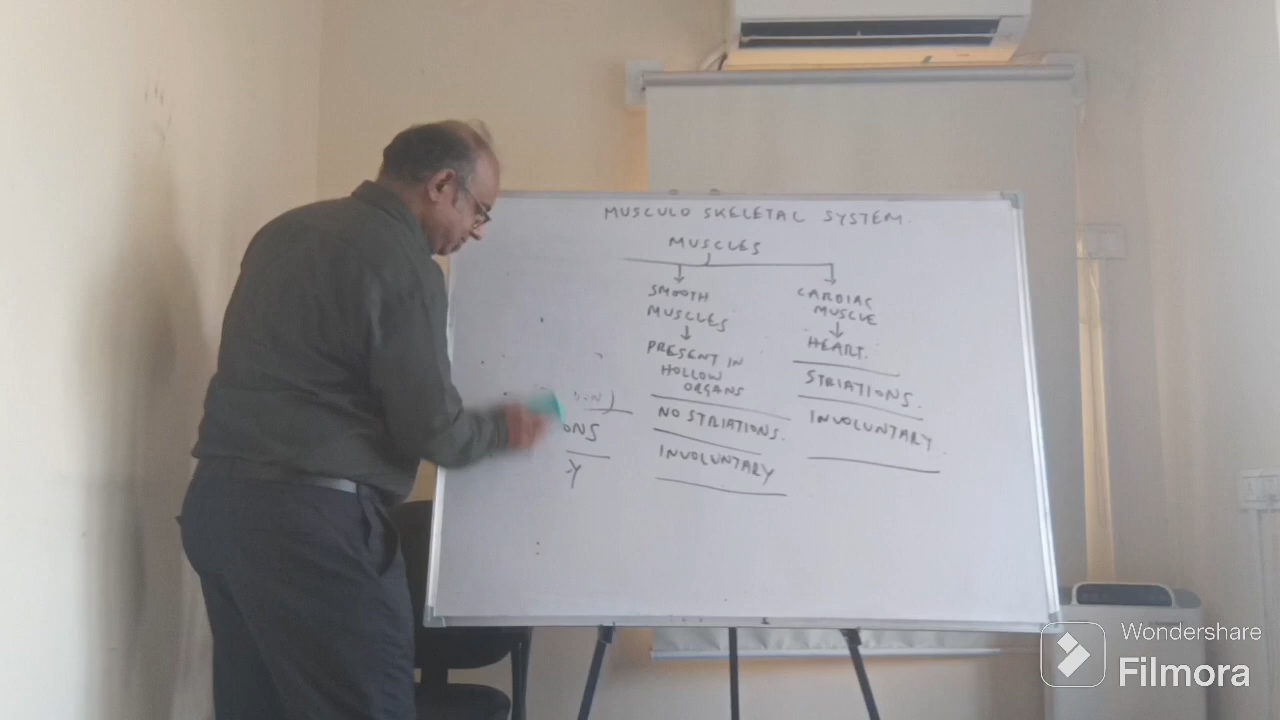 MUSCULO SKELETAL SYSTEM.
MUSCLES
SMOOTH
MUSCLES
PRESENT IN
HOLLOW
ORGANS
NO STRIATIONS.
INVOLUNTARY
CARDIAC
MUSCLE
HEART.
STRIATIONS.
INVOLUNTARY
ONS
Y
Wondershare
Filmora